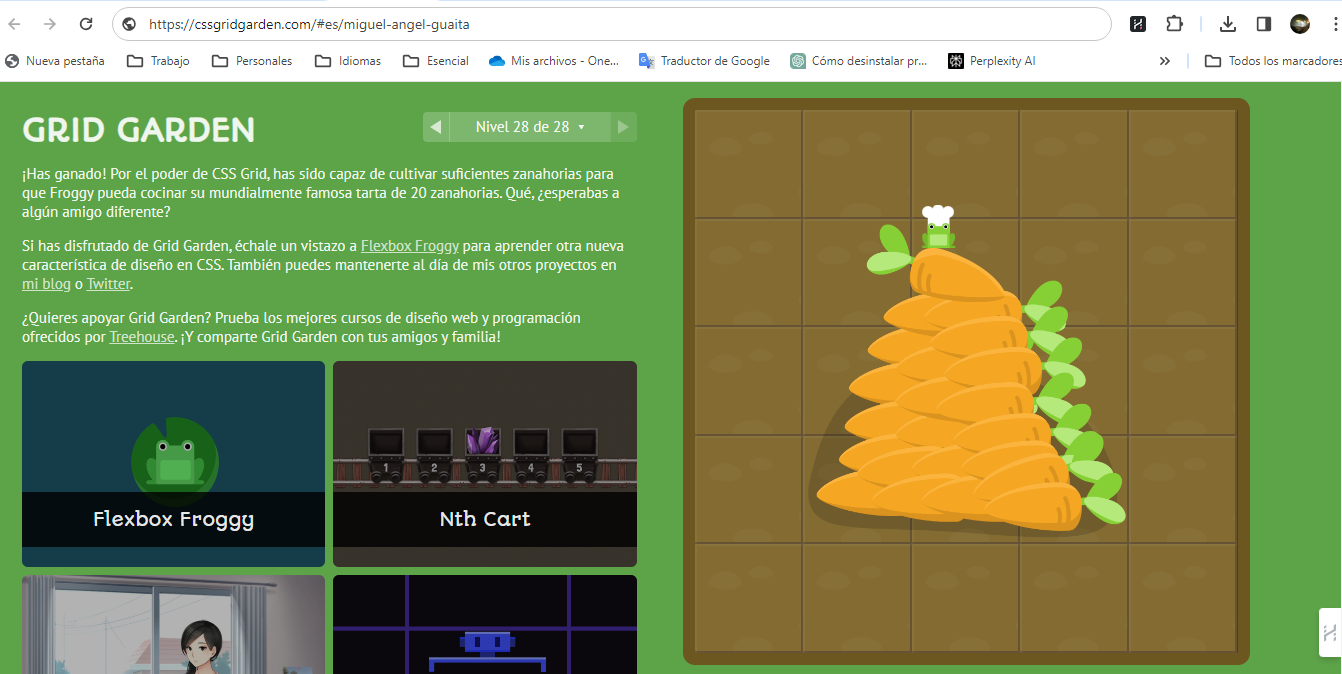 https://cssgridgarden.com/#es/miguel-angel-guaita
Nueva pestaña Trabajo Personales Idiomas Esencial Mis archivos - One... Traductor de Google Cómo desinstalar pr... Perplexity AI » Todos los marcadores
GRID GARDEN
Nivel 28 de 28
¡Has ganado! Por el poder de CSS Grid, has sido capaz de cultivar suficientes zanahorias para
que Froggy pueda cocinar su mundialmente famosa tarta de 20 zanahorias. Qué, ¿esperabas a
algún amigo diferente?
Si has disfrutado de Grid Garden, échale un vistazo a Flexbox Froggy para aprender otra nueva
característica de diseño en CSS. También puedes mantenerte al día de mis otros proyectos en
mi blog o Twitter.
¿Quieres apoyar Grid Garden? Prueba los mejores cursos de diseño web y programación
ofrecidos por Treehouse. ¡Y comparte Grid Garden con tus amigos y familia!
1 2 3 4 5
Flexbox Froggy
Nth Cart